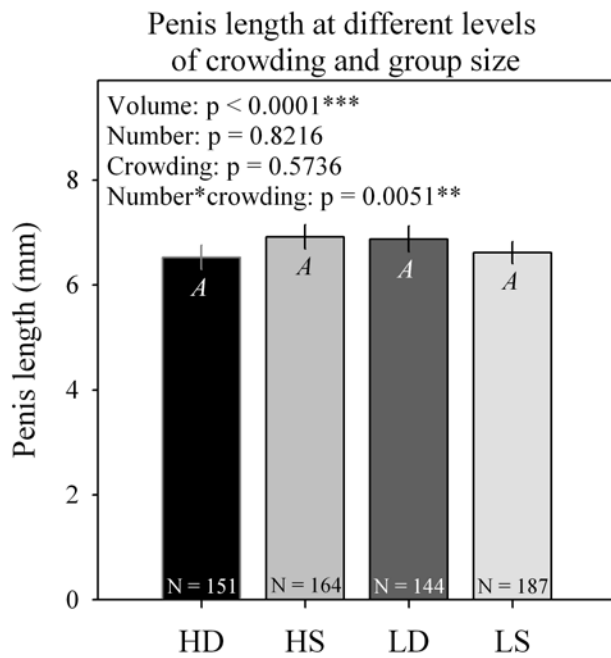 Penis length at different levels
of crowding and group size
Volume: p < 0.0001***
Number: p = 0.8216
Crowding: p = 0.5736
Number*crowding: p = 0.0051**
Penis length (mm)
8
6
4
2
0
A
A
A
A
N = 151
N = 164
N = 144
N = 187
HD
HS
LD
LS